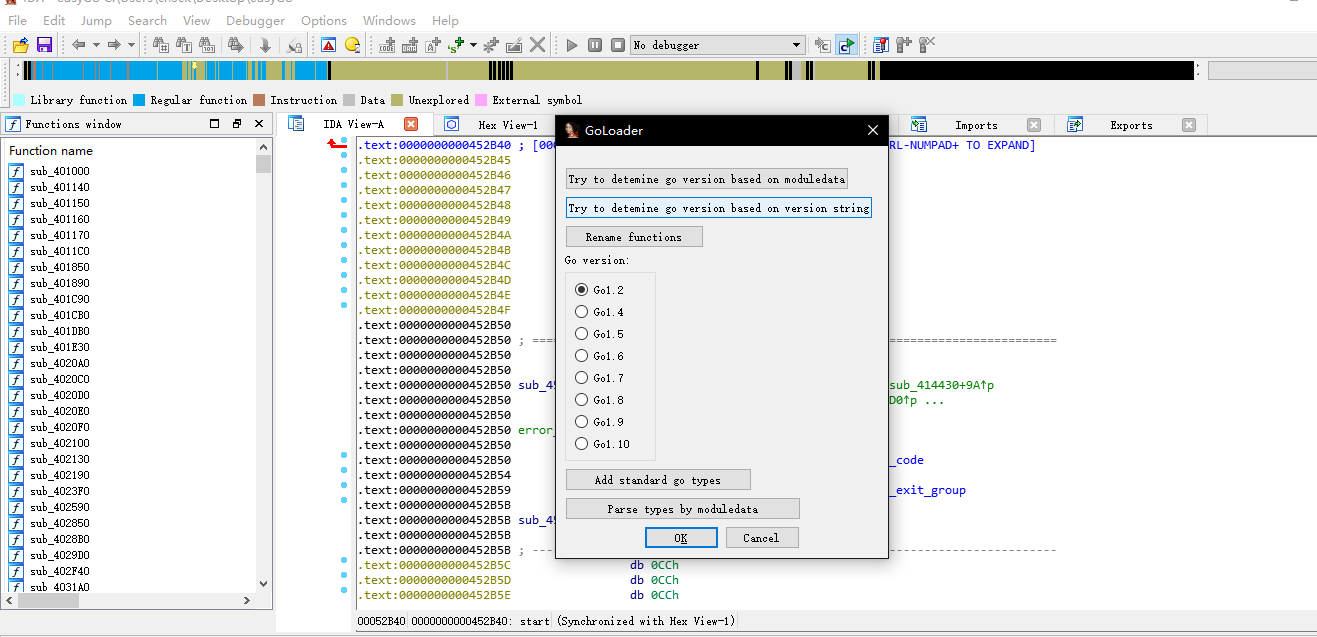 File Edit Jump Search View Debugger Options Windows Help
No debugger
Library function Regular function Instruction Data Unexplored External symbol
Functions window
Function name
sub_401000
sub_401140
sub_401150
sub_401160
sub_401170
sub_4011C0
sub_401850
sub_401890
sub_401C90
sub_401CB0
sub_401DB0
sub_401E30
sub_4020A0
sub_4020C0
sub_4020D0
sub_4020E0
sub_4020F0
sub_402100
sub_402130
sub_402190
sub_4023F0
sub_402590
sub_402850
sub_4028B0
sub_4029D0
sub_402F40
sub_4031A0
IDA View-A Hex View-1 Imports Exports
.text:0000000000452B40 ; [00 RL-NUMPAD+ TO EXPAND]
.text:0000000000452B45
.text:0000000000452B46
.text:0000000000452B47
.text:0000000000452B48
.text:0000000000452B49
.text:0000000000452B4A
.text:0000000000452B4B
.text:0000000000452B4C
.text:0000000000452B4D
.text:0000000000452B4E
.text:0000000000452B4F
.text:0000000000452B50
.text:0000000000452B50 ;
.text:0000000000452B50
.text:0000000000452B50
.text:0000000000452B50 sub_45 sub_414430+9A↑p
.text:0000000000452B50 D0↑p ...
.text:0000000000452B50
.text:0000000000452B50 error_
.text:0000000000452B50
.text:0000000000452B50 _code
.text:0000000000452B54
.text:0000000000452B59 _exit_group
.text:0000000000452B5B
.text:0000000000452B5B sub_45
.text:0000000000452B5B
.text:0000000000452B5B ;
.text:0000000000452B5C db 0CCh
.text:0000000000452B5D db 0CCh
.text:0000000000452B5E db 0CCh
00052B40 0000000000452B40: start (Synchronized with Hex View-1)
GoLoader
Try to detemine go version based on moduledata
Try to detemine go version based on version string
Rename functions
Go version:
Go1.2
Go1.4
Go1.5
Go1.6
Go1.7
Go1.8
Go1.9
Go1.10
Add standard go types
Parse types by moduledata
OK Cancel